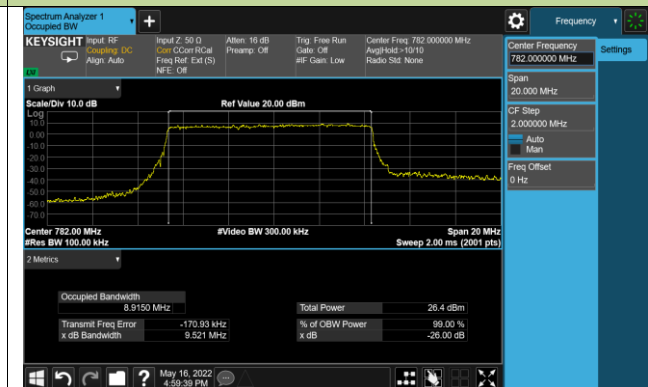 Spectrum Analyzer 1
Occupied BW
Frequency
KEYSIGHT Input: RF
Coupling: DC
Align: Auto
LW
Input Z: 50 Ω
Corr CCorr RCal
Freq Ref: Ext (S)
NFE: Off
Atten: 16 dB
Preamp: Off
Trig: Free Run
Gate: Off
#IF Gain: Low
Center Freq: 782.000000 MHz
Avg|Hold:>10/10
Radio Std: None
Center Frequency
782.000000 MHz
Settings
Span
20.000 MHz
CF Step
2.000000 MHz
Auto
Man
Freq Offset
0 Hz
1 Graph
Scale/Div 10.0 dB
Ref Value 20.00 dBm
Log
10.0
0.00
-10.0
-20.0
-30.0
-40.0
-50.0
-60.0
-70.0
Center 782.00 MHz
#Video BW 300.00 kHz
Span 20 MHz
#Res BW 100.00 kHz
Sweep 2.00 ms (2001 pts)
2 Metrics
Occupied Bandwidth
8.9150 MHz
Total Power 26.4 dBm
Transmit Freq Error -170.93 kHz
% of OBW Power 99.00 %
x dB Bandwidth 9.521 MHz
x dB -26.00 dB
May 16, 2022
4:59:39 PM